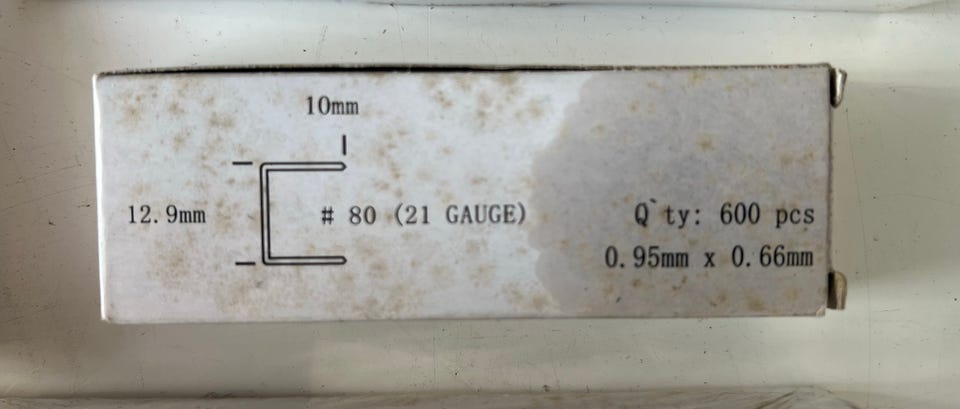 10mm
12.9mm
# 80 (21 GAUGE)
Q`ty: 600 pcs
0.95mm x 0.66mm